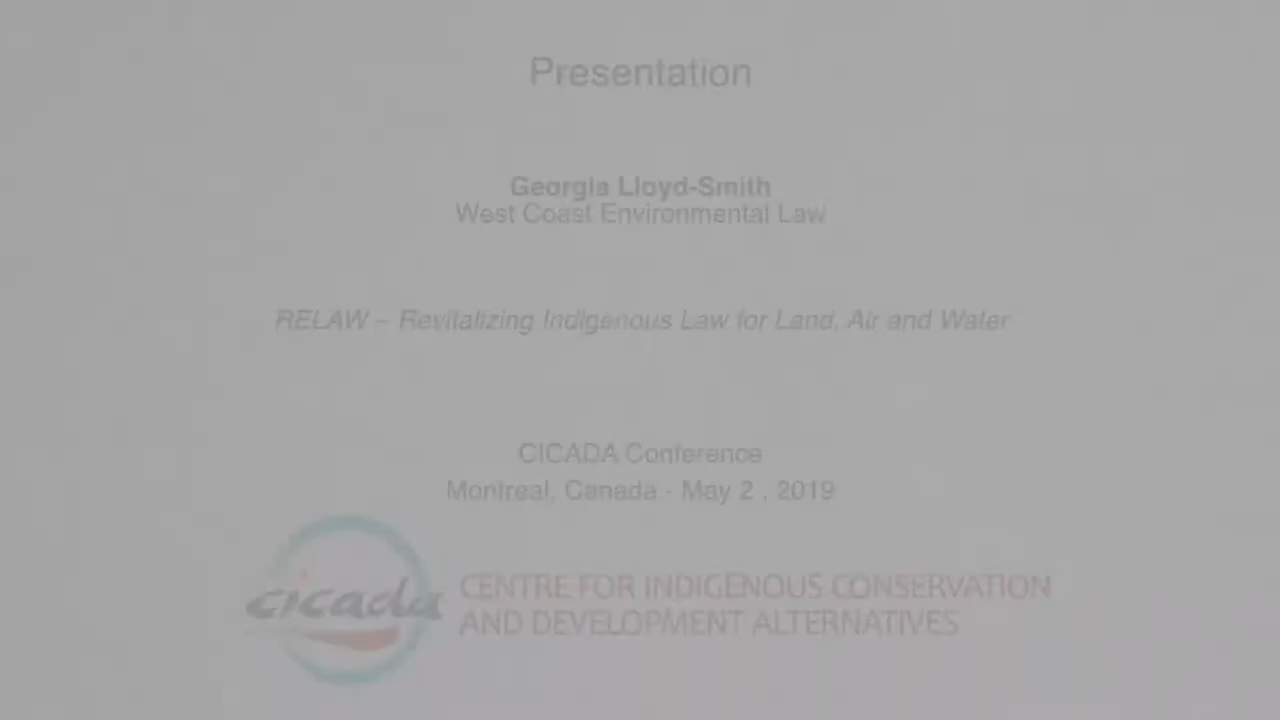 Presentation
Georgia Lloyd-Smith
West Coast Environmental Law
RELAW – Revitalizing Indigenous Law for Land, Air and Water
CICADA Conference
Montreal, Canada - May 2 , 2019
cicada
CENTRE FOR INDIGENOUS CONSERVATION
AND DEVELOPMENT ALTERNATIVES